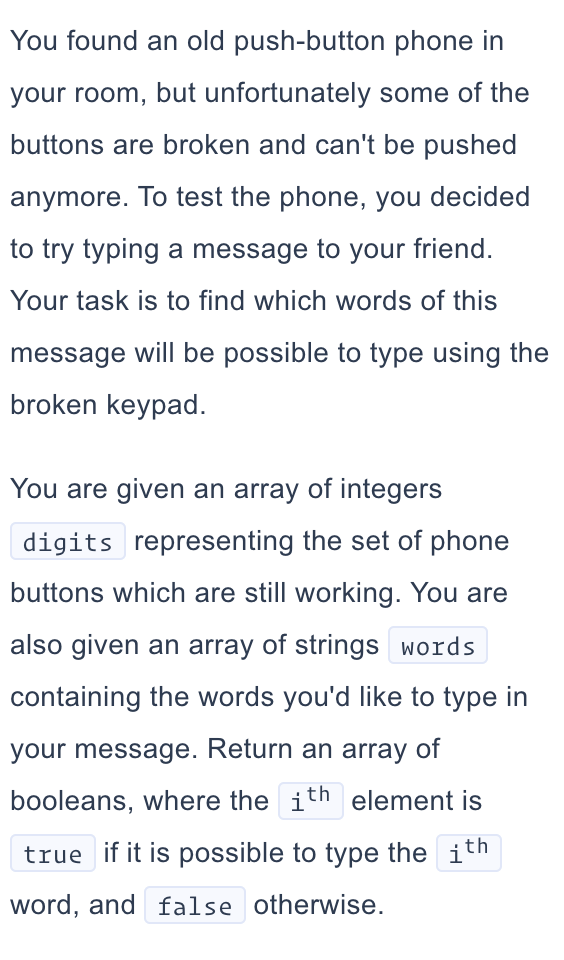 You found an old push-button phone in
your room, but unfortunately some of the
buttons are broken and can't be pushed
anymore. To test the phone, you decided
to try typing a message to your friend.
Your task is to find which words of this
message will be possible to type using the
broken keypad.
You are given an array of integers
digits representing the set of phone
buttons which are still working. You are
also given an array of strings words
containing the words you'd like to type in
your message. Return an array of
booleans, where the ith element is
true if it is possible to type the ith
word, and false otherwise.